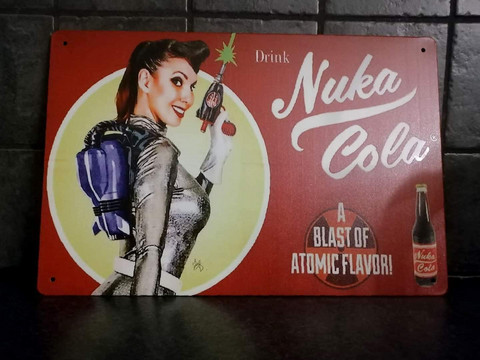 Drink
Nuka
Cola
A
BLAST OF
ATOMIC FLAVOR!
Nuka
Cola